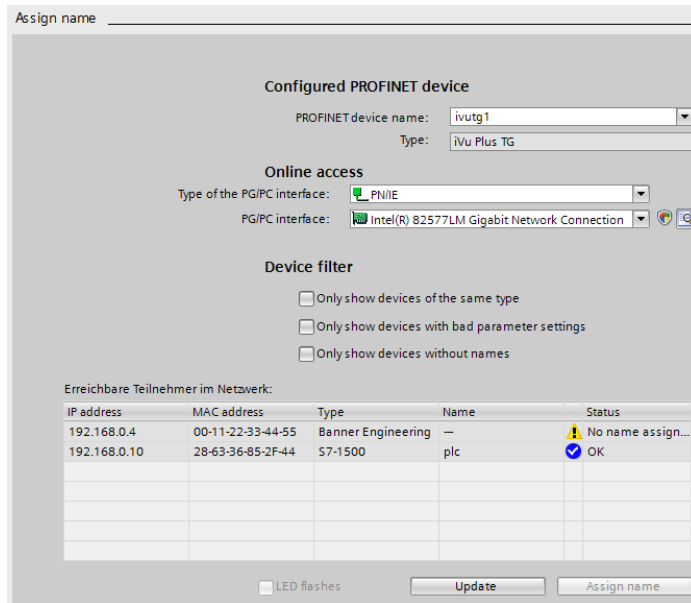 Assign name
Configured PROFINET device
PROFINET device name: ivutg1
Type: iVu Plus TG
Online access
Type of the PG/PC interface: PN/IE
PG/PC interface: Intel(R) 82577LM Gigabit Network Connection
Device filter
Only show devices of the same type
Only show devices with bad parameter settings
Only show devices without names
Erreichbare Teilnehmer im Netzwerk:
IP address MAC address Type Name Status
192.168.0.4 00-11-22-33-44-55 Banner Engineering — No name assign...
192.168.0.10 28-63-36-85-2F-44 S7-1500 plc OK
LED flashes Update Assign name